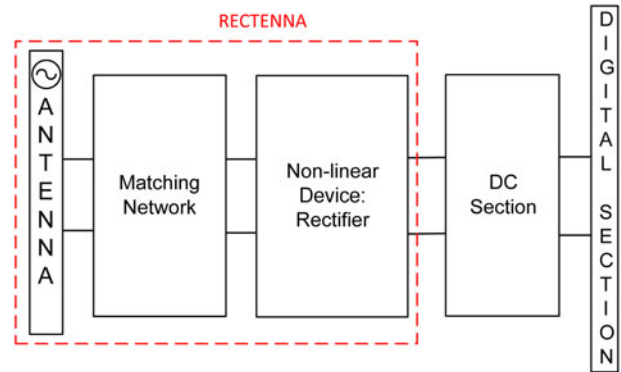 RECTENNA
ANTENNA
Matching
Network
Non-linear
Device:
Rectifier
DC
Section
DIGITAL SECTION